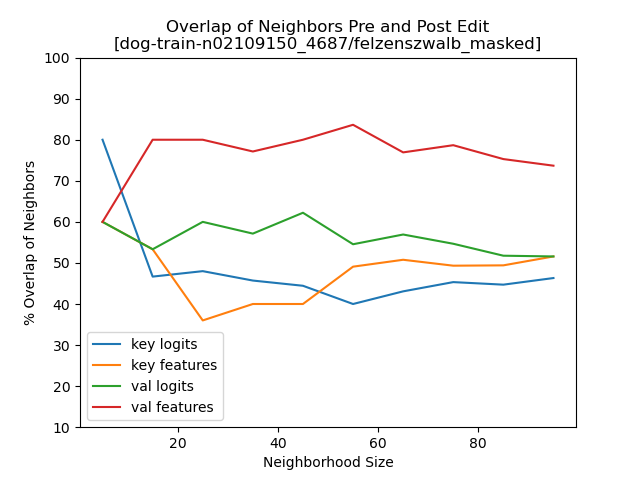 Overlap of Neighbors Pre and Post Edit
[dog-train-n02109150_4687/felzenszwalb_masked]
100
90
80
70
60
50
40
30
20
10
% Overlap of Neighbors
key logits
key features
val logits
val features
20
40
60
80
Neighborhood Size